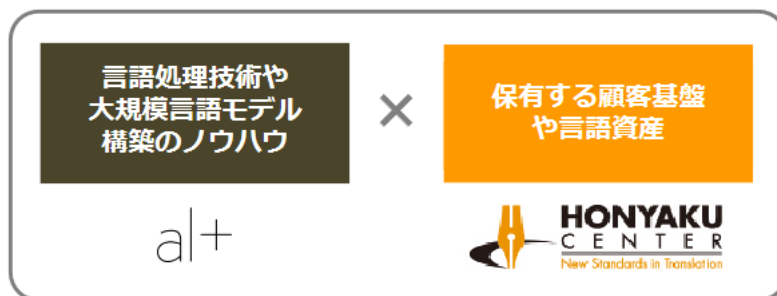 言語処理技術や
大規模言語モデル
構築のノウハウ
×
保有する顧客基盤
や言語資産
al+
HONYAKU
CENTER
New Standards in Translation